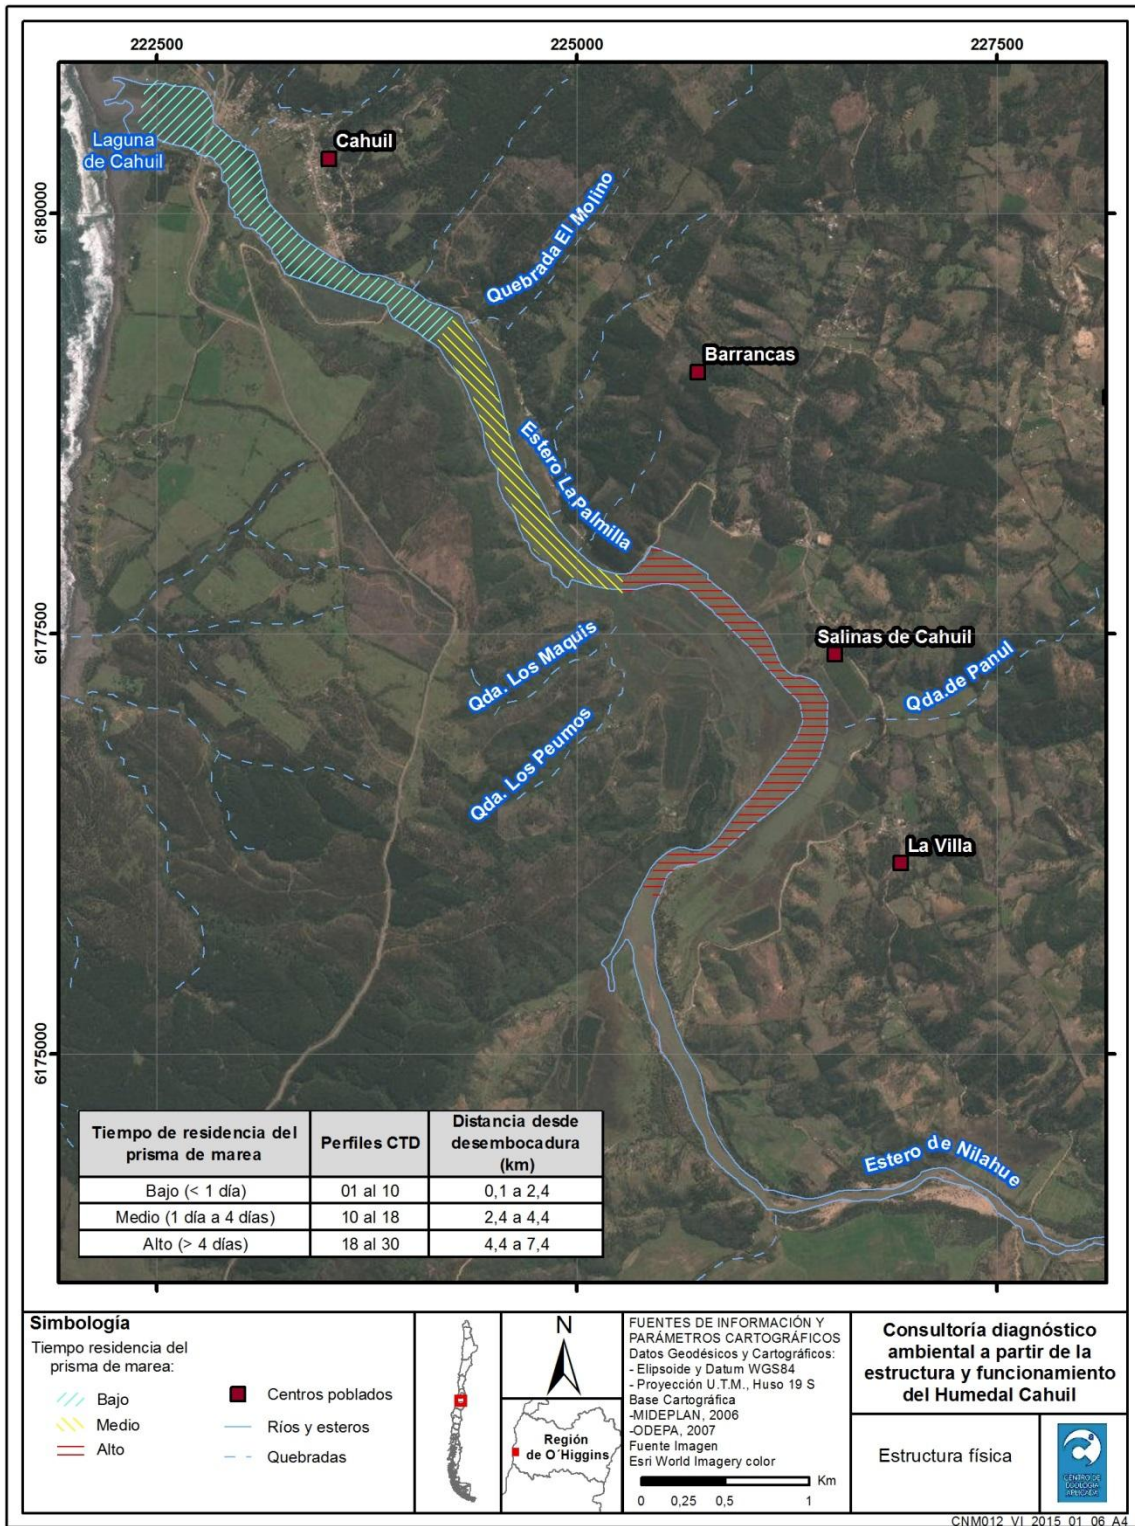 222500
225000
227500
6180000
6177500
6175000
Laguna
de Cahuil
Cahuil
Quebrada El Molino
Barrancas
Estero La Palmilla
Salinas de Cahuil
Qda. Los Maquis
Qda. de Panul
Qda. Los Peumos
La Villa
Estero de Nilahue
Tiempo de residencia del
prisma de marea
Perfiles CTD
Distancia desde
desembocadura
(km)
Bajo (< 1 día) 01 al 10 0,1 a 2,4
Medio (1 día a 4 días) 10 al 18 2,4 a 4,4
Alto (> 4 días) 18 al 30 4,4 a 7,4
Simbología
Tiempo residencia del
prisma de marea:
Bajo
Medio
Alto
Centros poblados
Ríos y esteros
Quebradas
N
Región
de O´Higgins
FUENTES DE INFORMACIÓN Y
PARÁMETROS CARTOGRÁFICOS
Datos Geodésicos y Cartográficos:
- Elipsoide y Datum WGS84
- Proyección U.T.M., Huso 19 S
Base Cartográfica
-MIDEPLAN, 2006
-ODEPA, 2007
Fuente Imagen
Esri World Imagery color
Km
0 0,25 0,5 1
Consultoría diagnóstico
ambiental a partir de la
estructura y funcionamiento
del Humedal Cahuil
Estructura física
CENTRO DE
ECOLOGÍA
APLICADA
CNM012_VI_2015_01_06_A4